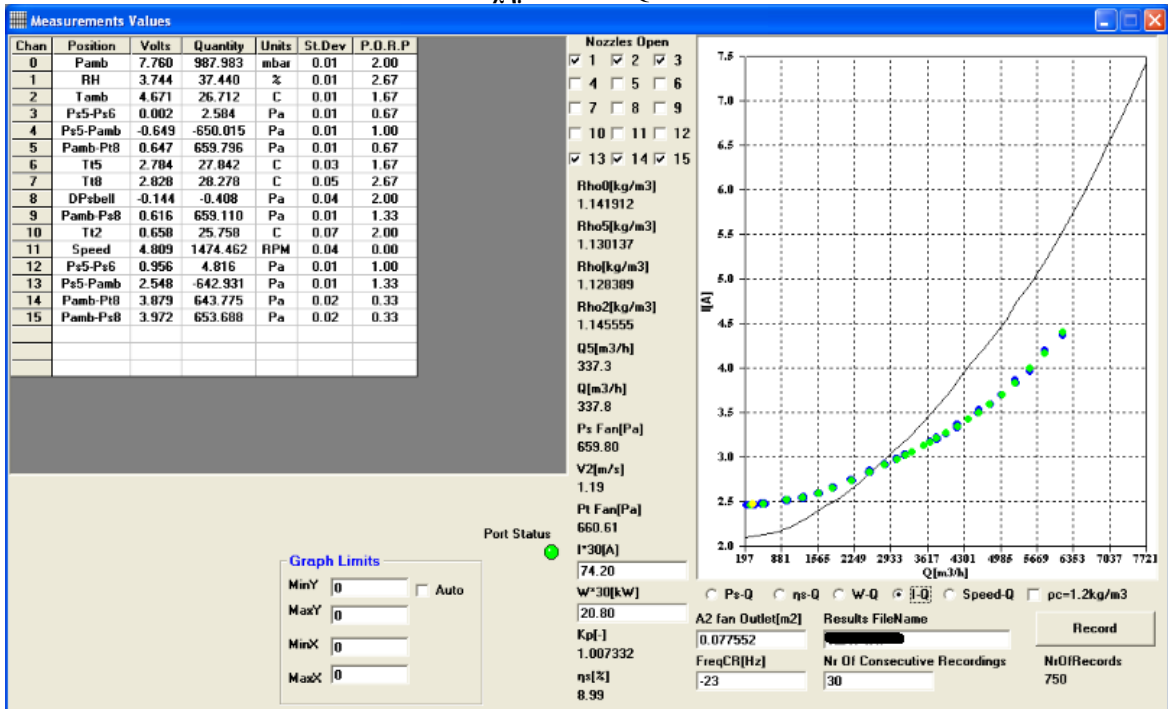 Measurements Values
Chan Position Volts Quantity Units St.Dev P.O.R.P
0 Pamb 7.760 987.983 mbar 0.01 2.00
1 RH 3.744 37.440 % 0.01 2.67
2 Tamb 4.671 26.712 C 0.01 1.67
3 Ps5-Ps6 0.002 2.584 Pa 0.01 0.67
4 Ps5-Pamb -0.649 -650.015 Pa 0.01 1.00
5 Pamb-Pt8 0.647 659.796 Pa 0.01 0.67
6 Tt5 2.784 27.842 C 0.03 1.67
7 Tt8 2.828 28.278 C 0.05 2.67
8 DPsbell -0.144 -0.408 Pa 0.04 2.00
9 Pamb-Ps8 0.616 659.110 Pa 0.01 1.33
10 Tt2 0.658 25.758 C 0.07 2.00
11 Speed 4.809 1474.462 RPM 0.04 0.00
12 Ps5-Ps6 0.956 4.816 Pa 0.01 1.00
13 Ps5-Pamb 2.548 -642.931 Pa 0.01 1.33
14 Pamb-Pt8 3.879 643.775 Pa 0.02 0.33
15 Pamb-Ps8 3.972 653.688 Pa 0.02 0.33
Nozzles Open
1 2 3
4 5 6
7 8 9
10 11 12
13 14 15
Rho0[kg/m3]
1.141912
Rho5[kg/m3]
1.130137
Rho[kg/m3]
1.128389
Rho2[kg/m3]
1.145555
Q5[m3/h]
337.3
Q[m3/h]
337.8
Ps Fan[Pa]
659.80
V2[m/s]
1.19
Pt Fan[Pa]
660.61
I*30[A]
74.20
W*30[kW]
20.80
Kp[-]
1.007332
ηs[%]
8.99
Port Status
Graph Limits
MinY 0 Auto
MaxY 0
MinX 0
MaxX 0
7.5
7.0
6.5
6.0
5.5
5.0
4.5
4.0
3.5
3.0
2.5
2.0
I[A]
197 881 1565 2249 2933 3617 4301 4985 5669 6353 7037 7721
Q[m3/h]
Ps-Q ηs-Q W-Q I-Q Speed-Q ρc=1.2kg/m3
A2 fan Outlet[m2] Results FileName
0.077552
Record
FreqCR[Hz] Nr Of Consecutive Recordings NrOfRecords
-23 30 750